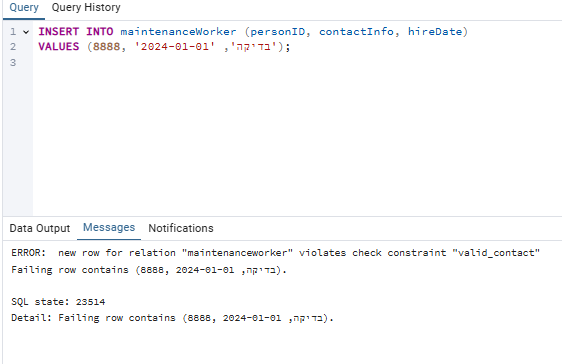 Query Query History
1 INSERT INTO maintenanceWorker (personID, contactInfo, hireDate)
2 VALUES (8888, 'בדיקה', '2024-01-01');
3
Data Output Messages Notifications
ERROR: new row for relation "maintenanceworker" violates check constraint "valid_contact"
Failing row contains (8888, בדיקה, 2024-01-01).
SQL state: 23514
Detail: Failing row contains (8888, בדיקה, 2024-01-01).